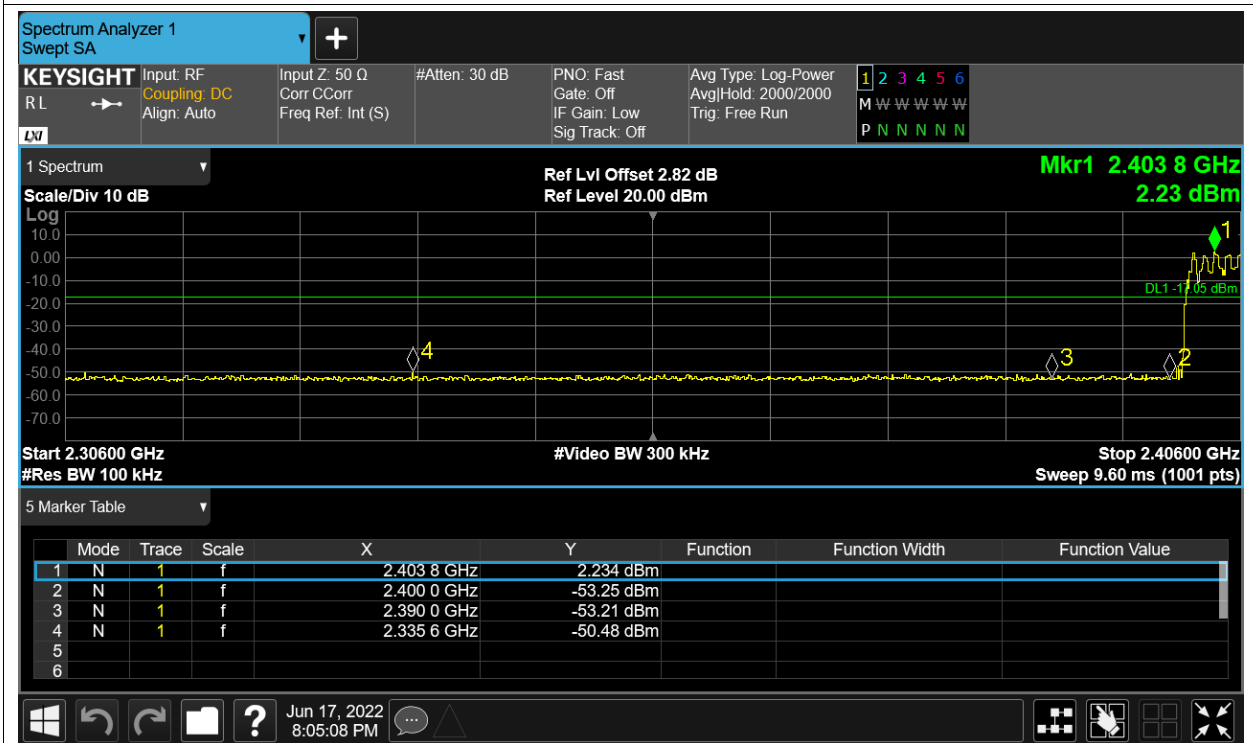 Spectrum Analyzer 1
Swept SA
KEYSIGHT
R L
LXI
Input: RF
Coupling: DC
Align: Auto
Input Z: 50 Ω
Corr CCorr
Freq Ref: Int (S)
#Atten: 30 dB
PNO: Fast
Gate: Off
IF Gain: Low
Sig Track: Off
Avg Type: Log-Power
Avg|Hold: 2000/2000
Trig: Free Run
1 2 3 4 5 6
M W W W W W
P N N N N N
1 Spectrum
Scale/Div 10 dB
Ref Lvl Offset 2.82 dB
Ref Level 20.00 dBm
Mkr1 2.403 8 GHz
2.23 dBm
Log
10.0
0.00
-10.0
-20.0
-30.0
-40.0
-50.0
-60.0
-70.0
1
DL1 -17.05 dBm
4
3
2
Start 2.30600 GHz
#Res BW 100 kHz
#Video BW 300 kHz
Stop 2.40600 GHz
Sweep 9.60 ms (1001 pts)
5 Marker Table
Mode Trace Scale X Y Function Function Width Function Value
1 N 1 f 2.403 8 GHz 2.234 dBm
2 N 1 f 2.400 0 GHz -53.25 dBm
3 N 1 f 2.390 0 GHz -53.21 dBm
4 N 1 f 2.335 6 GHz -50.48 dBm
5
6
?
Jun 17, 2022
8:05:08 PM